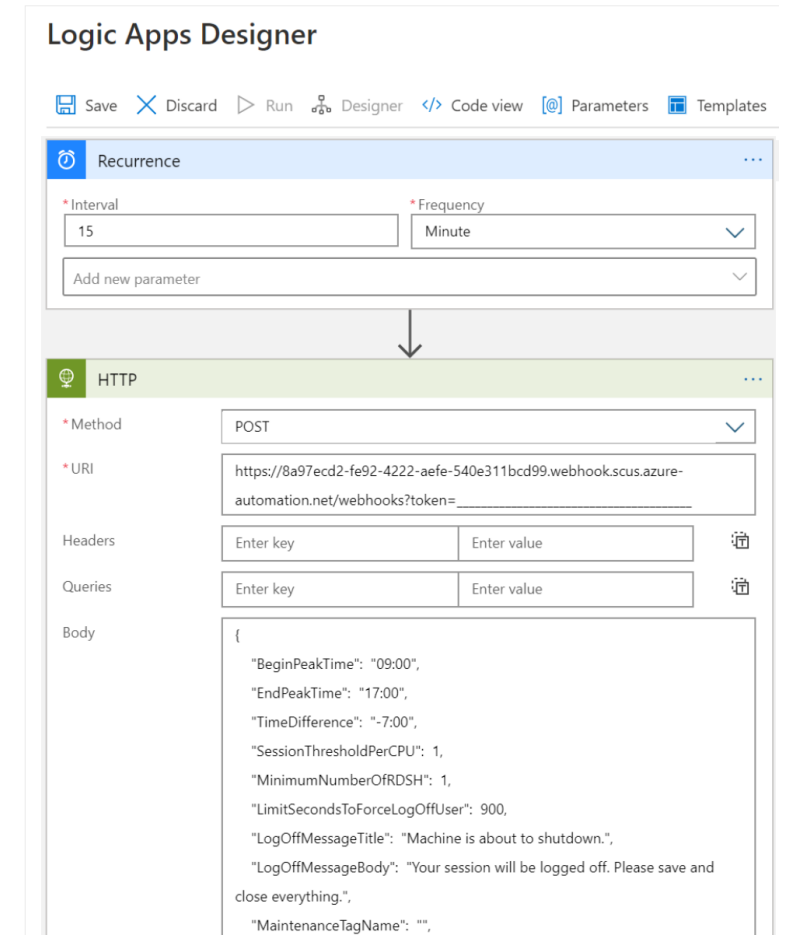 Logic Apps Designer
Save Discard Run Designer </> Code view [@] Parameters Templates
Recurrence ...
* Interval * Frequency
15 Minute
Add new parameter
HTTP ...
* Method POST
* URI https://8a97ecd2-fe92-4222-aefe-540e311bcd99.webhook.scus.azure-
automation.net/webhooks?token=______________________________________
Headers Enter key Enter value
Queries Enter key Enter value
Body {
"BeginPeakTime": "09:00",
"EndPeakTime": "17:00",
"TimeDifference": "-7:00",
"SessionThresholdPerCPU": 1,
"MinimumNumberOfRDSH": 1,
"LimitSecondsToForceLogOffUser": 900,
"LogOffMessageTitle": "Machine is about to shutdown.",
"LogOffMessageBody": "Your session will be logged off. Please save and
close everything.",
"MaintenanceTagName": "",